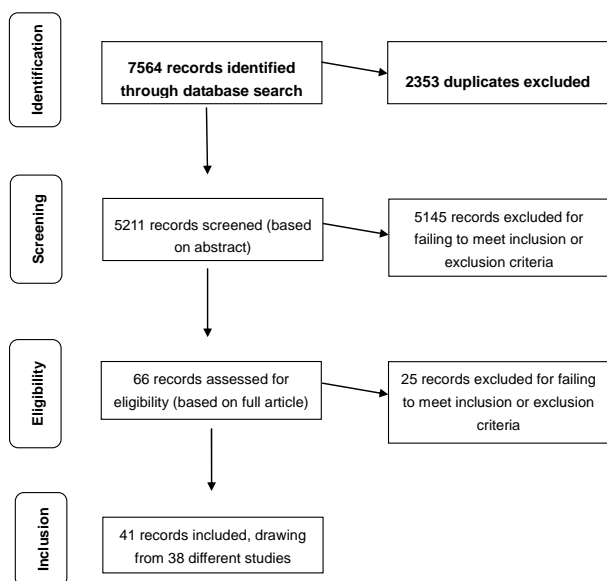 Identification
7564 records identified
through database search
2353 duplicates excluded
Screening
5211 records screened (based
on abstract)
5145 records excluded for
failing to meet inclusion or
exclusion criteria
Eligibility
66 records assessed for
eligibility (based on full article)
25 records excluded for failing
to meet inclusion or exclusion
criteria
Inclusion
41 records included, drawing
from 38 different studies